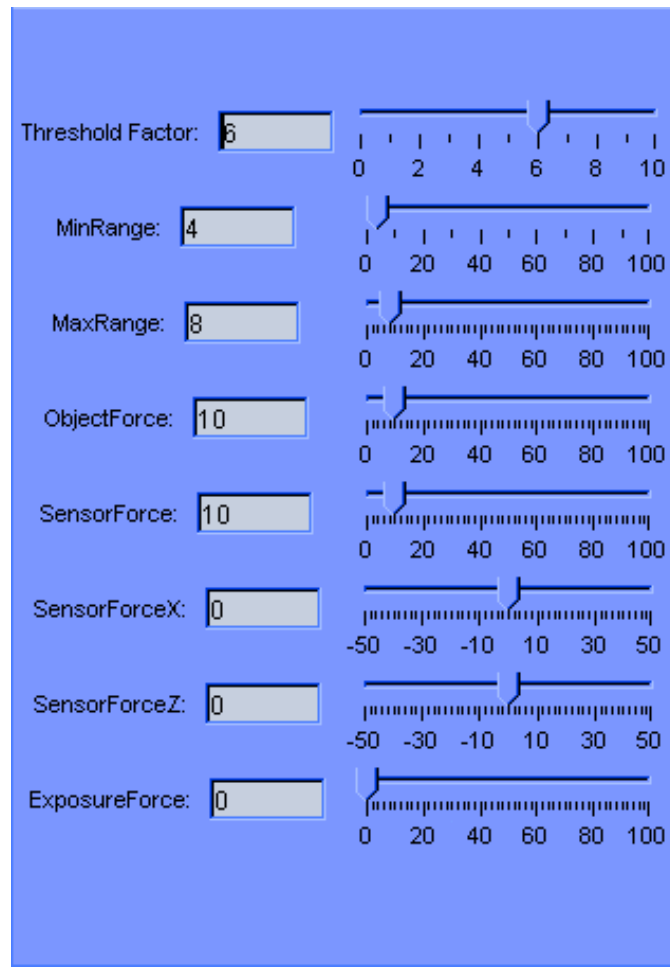 Threshold Factor: 6
0 2 4 6 8 10
MinRange: 4
0 20 40 60 80 100
MaxRange: 8
0 20 40 60 80 100
ObjectForce: 10
0 20 40 60 80 100
SensorForce: 10
0 20 40 60 80 100
SensorForceX: 0
-50 -30 -10 10 30 50
SensorForceZ: 0
-50 -30 -10 10 30 50
ExposureForce: 0
0 20 40 60 80 100